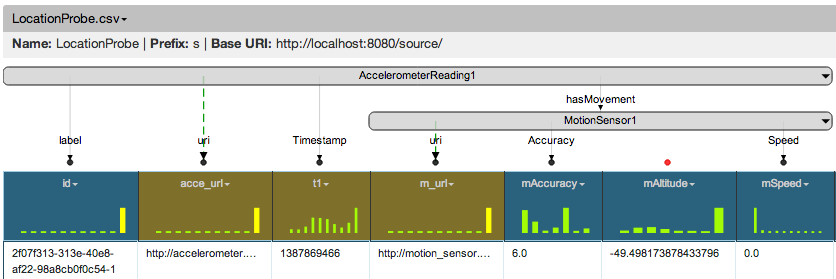 LocationProbe.csv
Name: LocationProbe | Prefix: s | Base URI: http://localhost:8080/source/
AccelerometerReading1
hasMovement
MotionSensor1
label uri Timestamp uri Accuracy Speed
id acce_url t1 m_url mAccuracy mAltitude mSpeed
2f07f313-313e-40e8- http://accelerometer.... 1387869466 http://motion_sensor.... 6.0 -49.498173878433796 0.0
af22-98a8cb0f0c54-1